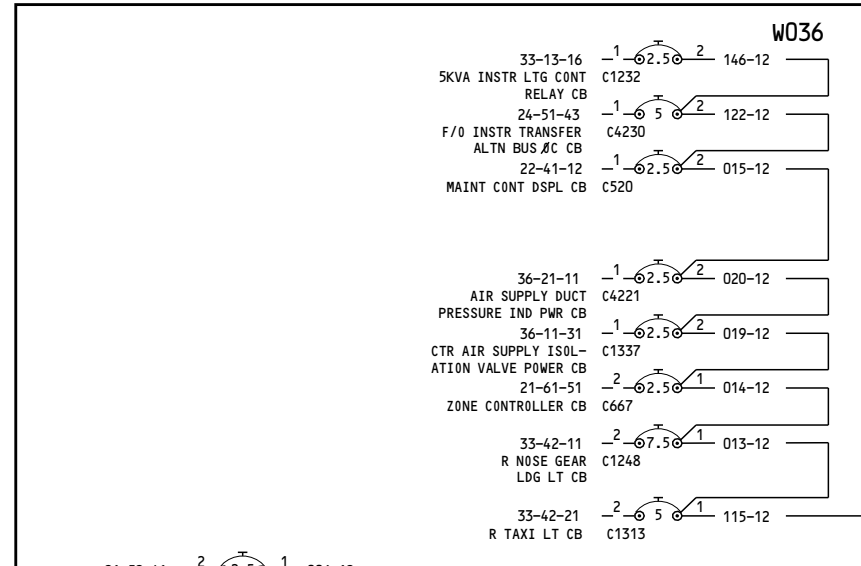 W036
33-13-16 1 2.5 2 146-12
5KVA INSTR LTG CONT C1232
RELAY CB
24-51-43 1 5 2 122-12
F/O INSTR TRANSFER C4230
ALTN BUS ØC CB
22-41-12 1 2.5 2 015-12
MAINT CONT DSPL CB C520
36-21-11 1 2.5 2 020-12
AIR SUPPLY DUCT C4221
PRESSURE IND PWR CB
36-11-31 1 2.5 2 019-12
CTR AIR SUPPLY ISOL- C1337
ATION VALVE POWER CB
21-61-51 2 2.5 1 014-12
ZONE CONTROLLER CB C667
33-42-11 2 7.5 1 013-12
R NOSE GEAR C1248
LDG LT CB
33-42-21 2 5 1 115-12
R TAXI LT CB C1313
2 1